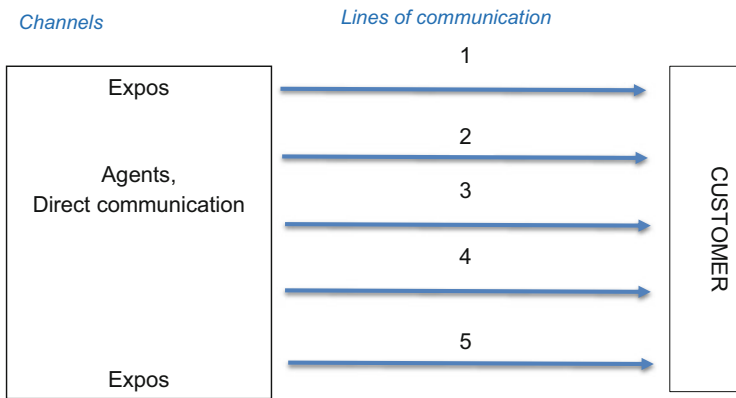 Channels
Lines of communication
1
Expos
2
Agents,
Direct communication
3
4
5
Expos
CUSTOMER